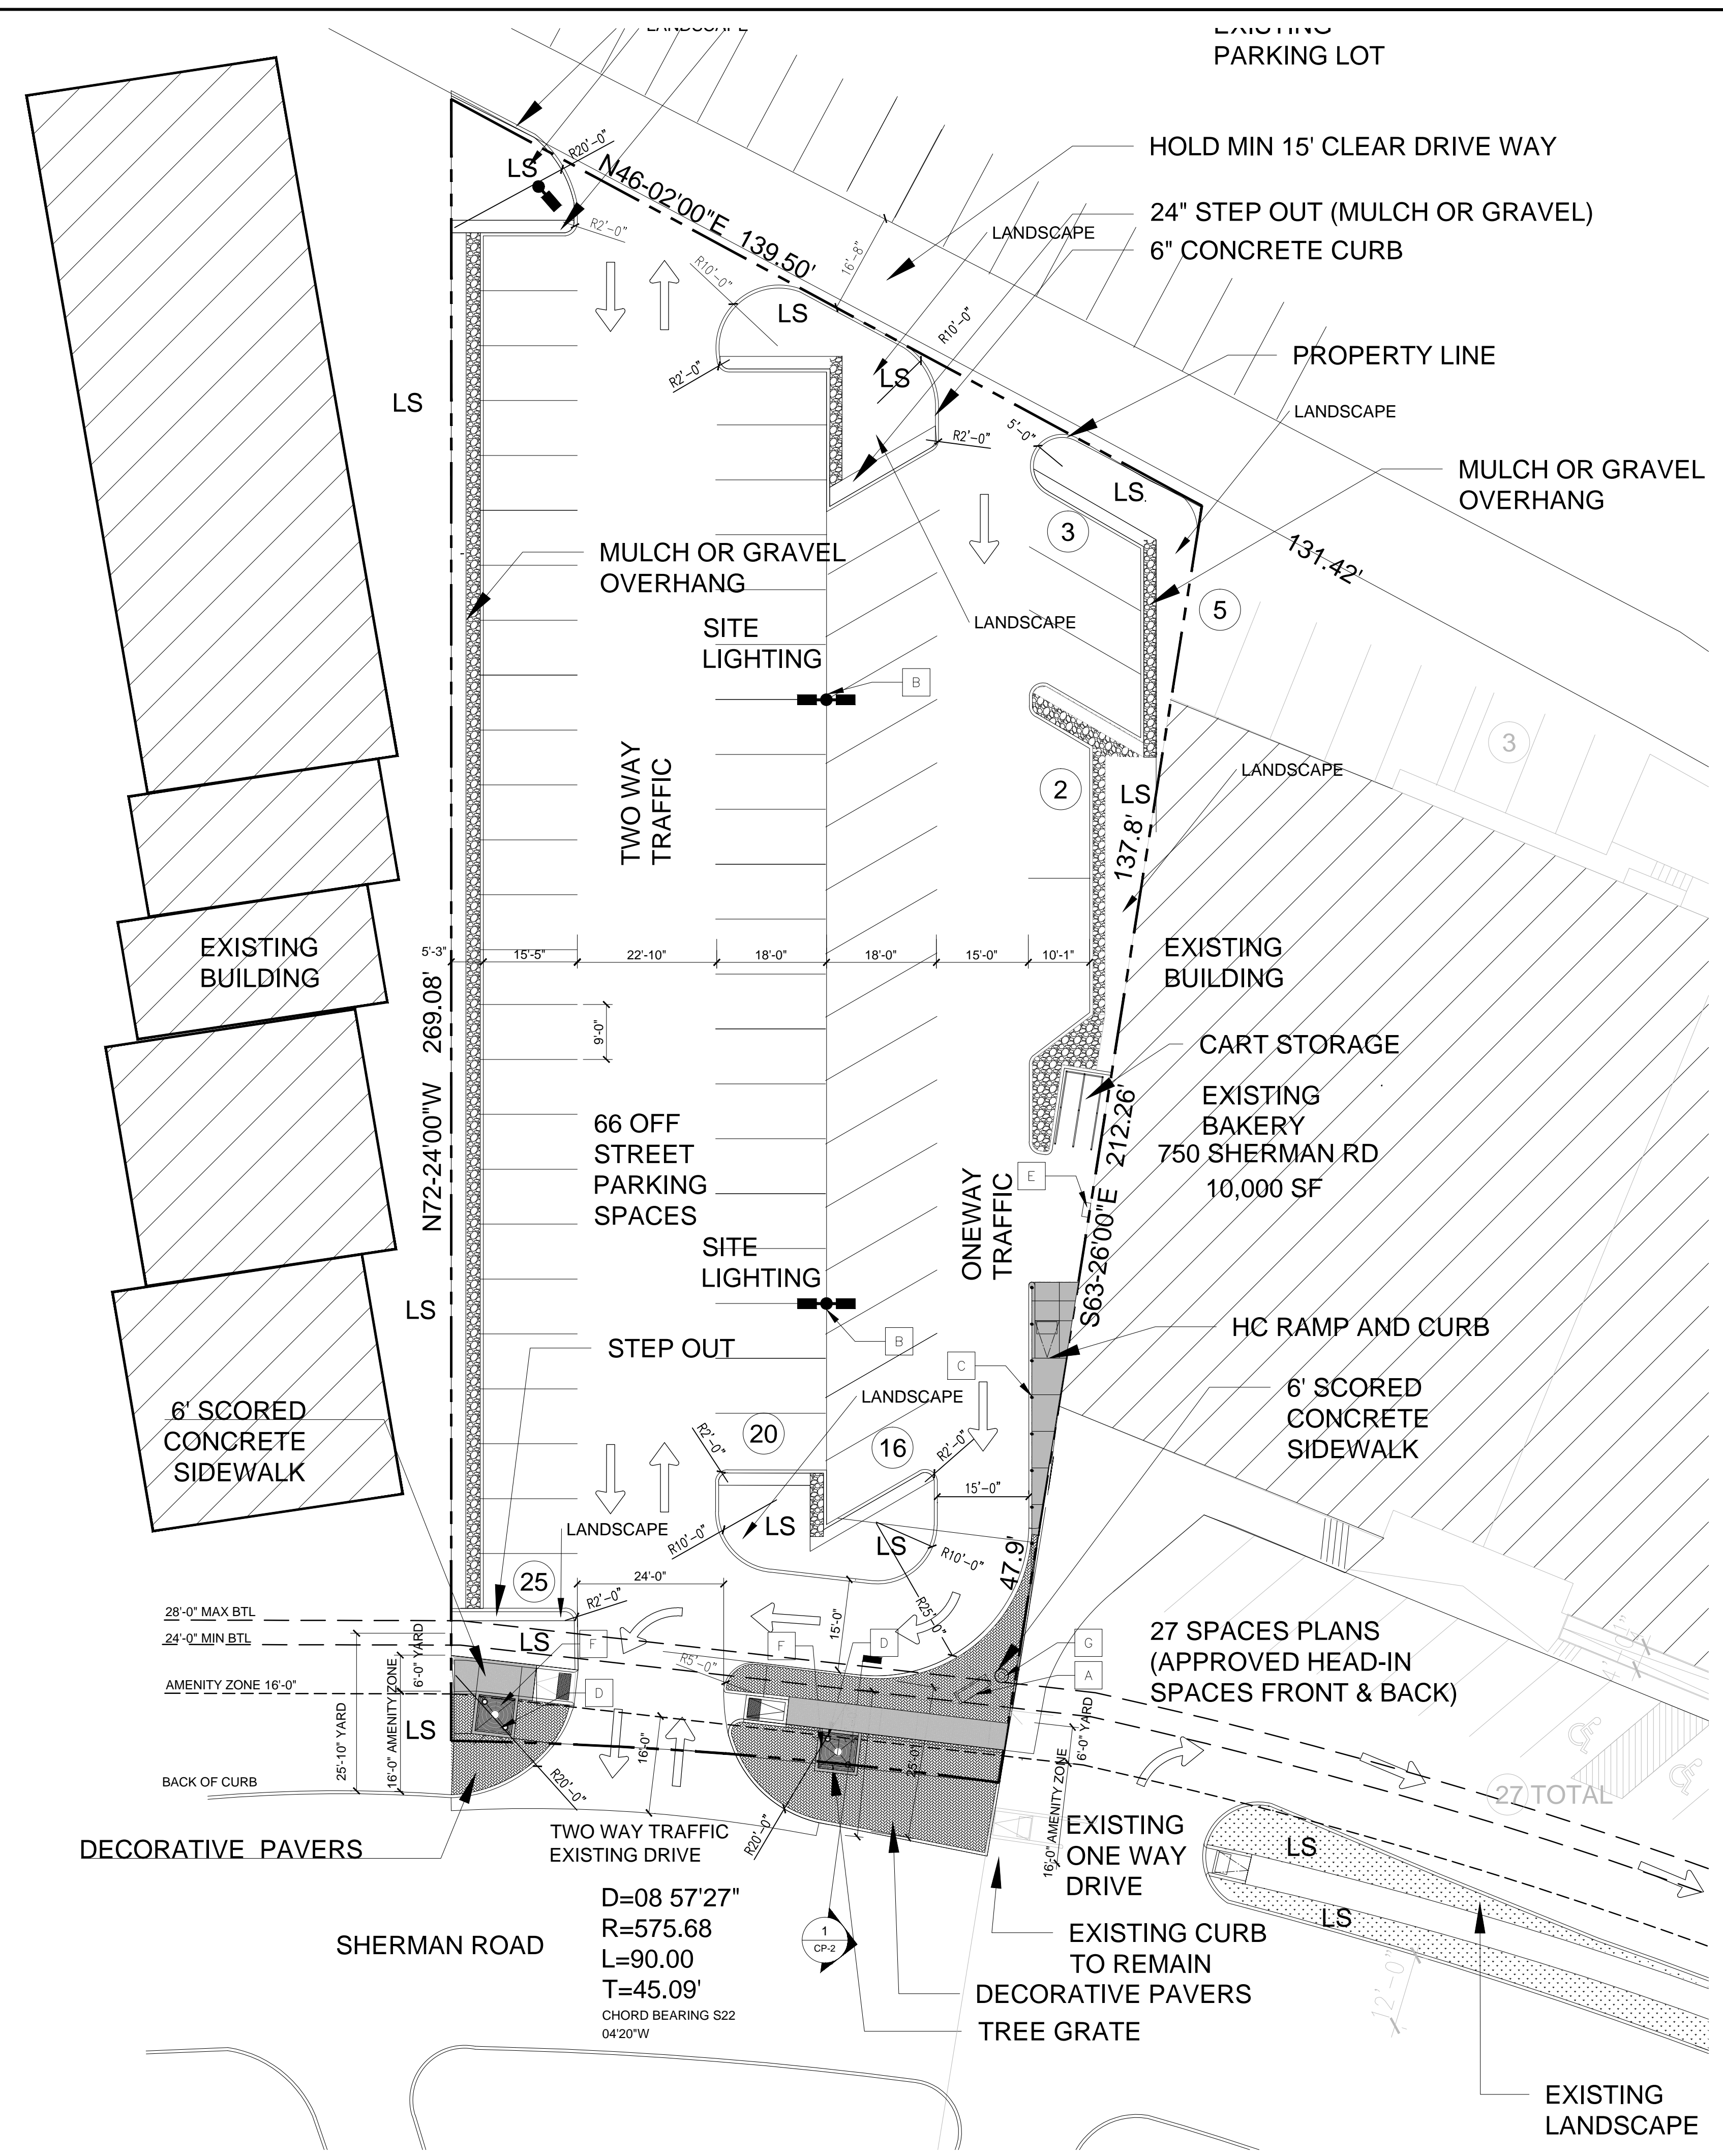 LANDSCAPE
EXISTING
PARKING LOT
HOLD MIN 15' CLEAR DRIVE WAY
24" STEP OUT (MULCH OR GRAVEL)
6" CONCRETE CURB
LANDSCAPE
R20'-0"
LS
N46-02'00"E 139.50'
R2'-0"
R10'-0"
16'-8"
LS
R10'-0"
R2'-0"
LS
PROPERTY LINE
LANDSCAPE
5'-0"
R2'-0"
LS
MULCH OR GRAVEL
OVERHANG
LS
3
131.42'
MULCH OR GRAVEL
OVERHANG
5
LANDSCAPE
SITE
LIGHTING
B
3
LANDSCAPE
2
LS
TWO WAY
TRAFFIC
137.8'
EXISTING
BUILDING
5'-3"
15'-5"
22'-10"
18'-0"
18'-0"
15'-0"
10'-1"
EXISTING
BUILDING
N72-24'00"W 269.08'
9'-0"
CART STORAGE
EXISTING
BAKERY
750 SHERMAN RD
10,000 SF
66 OFF
STREET
PARKING
SPACES
E
S63-26'00"E 212.26'
ONEWAY
TRAFFIC
SITE
LIGHTING
LS
B
HC RAMP AND CURB
STEP OUT
C
LANDSCAPE
6' SCORED
CONCRETE
SIDEWALK
6' SCORED
CONCRETE
SIDEWALK
20
16
R2'-0"
R2'-0"
15'-0"
LANDSCAPE
LS
LS
R10'-0"
R10'-0"
47.9'
25
24'-0"
R2'-0"
28'-0" MAX BTL
24'-0" MIN BTL
AMENITY ZONE 16'-0"
BACK OF CURB
25'-10" YARD
16'-0" AMENITY ZONE
6'-0" YARD
LS
LS
F
D
R5'-0"
F
15'-0"
D
R25'-0"
G
A
27 SPACES PLANS
(APPROVED HEAD-IN
SPACES FRONT & BACK)
16'-0"
R20'-0"
R20'-0"
6'-0" YARD
16'-0" AMENITY ZONE
27 TOTAL
DECORATIVE PAVERS
TWO WAY TRAFFIC
EXISTING DRIVE
EXISTING
ONE WAY
DRIVE
LS
LS
D=08 57'27"
R=575.68
L=90.00
T=45.09'
CHORD BEARING S22
04'20"W
SHERMAN ROAD
1
CP-2
EXISTING CURB
TO REMAIN
DECORATIVE PAVERS
TREE GRATE
12'-0"
EXISTING
LANDSCAPE